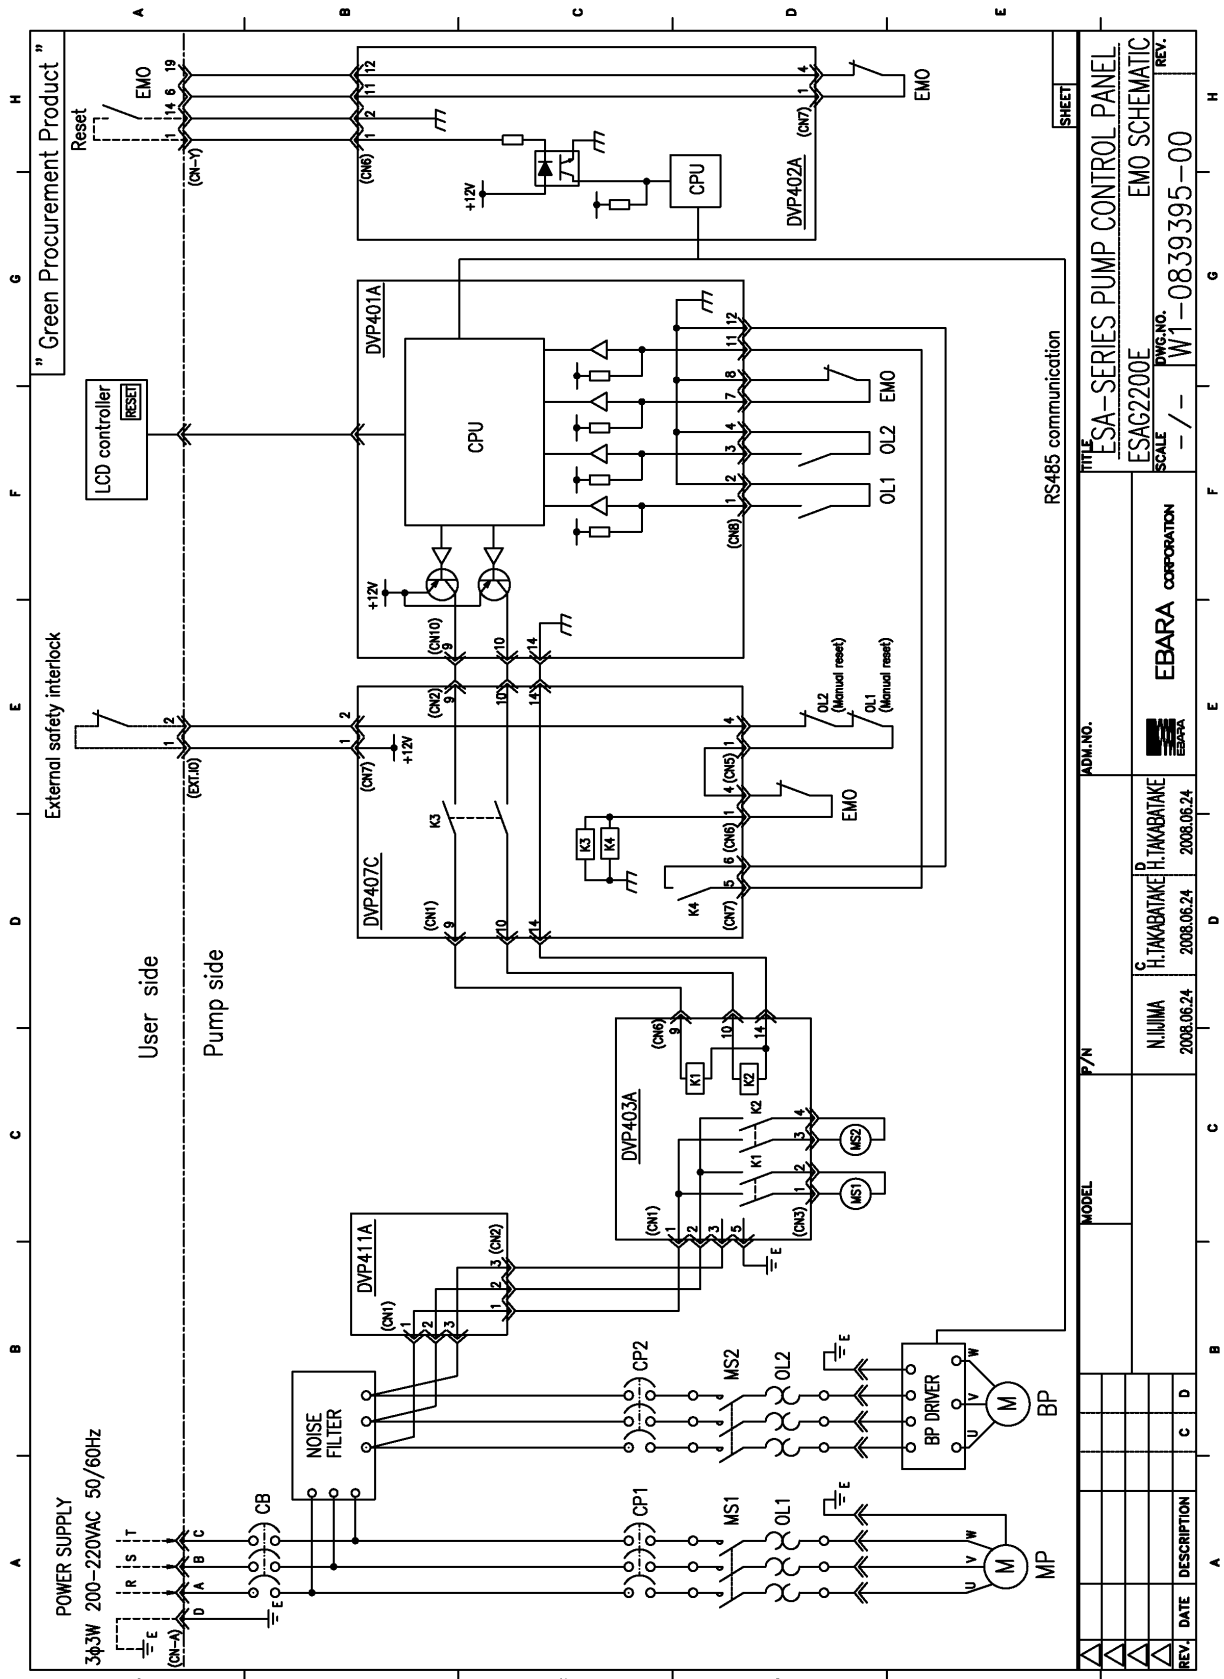 " Green Procurement Product "
Reset
EMO
1 14 6 19
(CN-Y)
(CN6)
1 2 11 12
+12V
CPU
DVP402A
(CN7)
1 4
EMO
LCD controller
RESET
DVP401A
CPU
+12V
(CN10)
9 10 14
(CN8)
1 2 3 4 7 8 11 12
OL1
OL2
EMO
RS485 communication
External safety interlock
1 2
(EXT.IO)
1 2
(CN7)
+12V
(CN2)
9 10 14
K3
DVP407C
(CN1)
9 10 14
K3
K4
K4
(CN7)
5 6
(CN6)
1 4
(CN5)
1 4
EMO
OL2
(Manual reset)
OL1
(Manual reset)
User side
Pump side
DVP403A
(CN6)
9 10 14
K1
K2
K1
K2
(CN1)
1 2 3 5
(CN3)
1 2 3 4
MS1
MS2
E
DVP411A
(CN1)
1 2 3
(CN2)
1 2 3
POWER SUPPLY
3φ3W 200-220VAC 50/60Hz
R S T
E
(CN-A)
D A B C
E
CB
NOISE
FILTER
CP1
CP2
MS1
MS2
OL1
OL2
E
E
BP DRIVER
U V W
M
BP
U V W
M
MP
SHEET
TITLE
ESA-SERIES PUMP CONTROL PANEL
ESAG2200E EMO SCHEMATIC
SCALE
-/-
DWG.NO.
W1-0839395-00
REV.
ADM.NO.
EBARA
EBARA CORPORATION
P/N
MODEL
N.IIJIMA
2008.06.24
C
H.TAKABATAKE
2008.06.24
D
H.TAKABATAKE
2008.06.24
REV. DATE DESCRIPTION C D
A B C D E F G H
A B C D E
A B C D E F G H